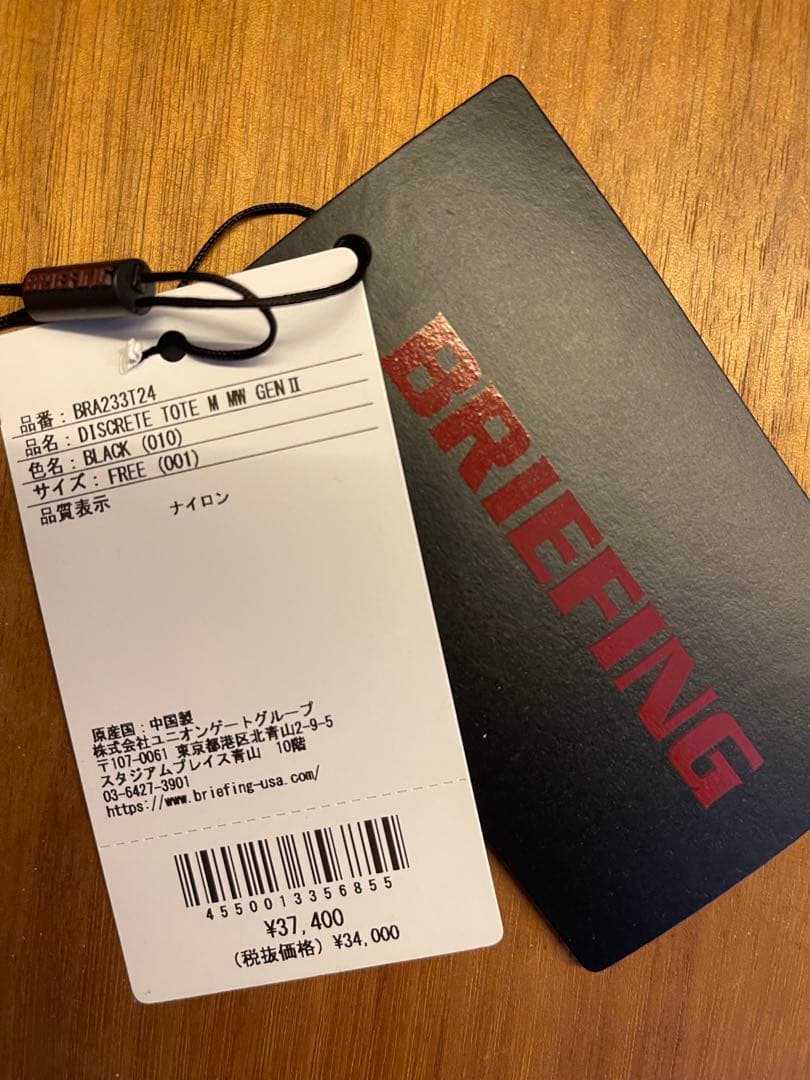 BRIEFING
品番：BRA233T24
品名：DISCRETE TOTE M MW GENⅡ
色名：BLACK (010)
サイズ：FREE (001)
品質表示 ナイロン
原産国：中国製
株式会社ユニオンゲートグループ
〒107-0061 東京都港区北青山2-9-5
スタジアムプレイス青山 10階
03-6427-3901
https://www.briefing-usa.com/
4550013356855
¥37,400
(税抜価格) ¥34,000
BRIEFING